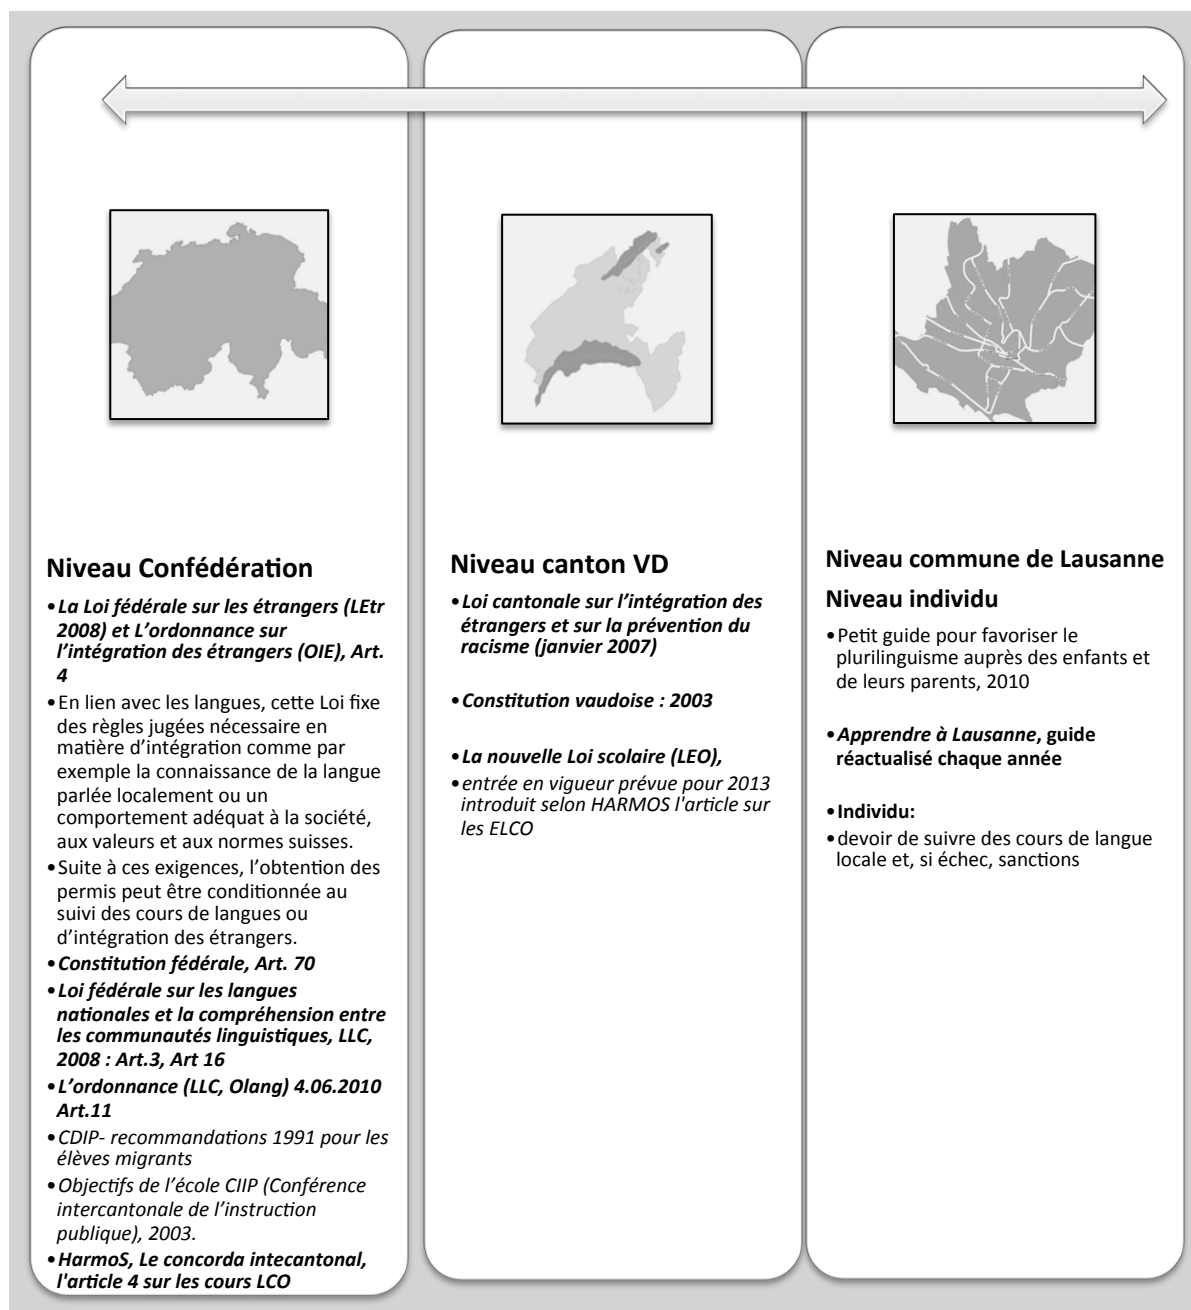 Niveau Confédération
•La Loi fédérale sur les étrangers (LEtr
2008) et L'ordonnance sur
l'intégration des étrangers (OIE), Art.
4
•En lien avec les langues, cette Loi fixe
des règles jugées nécessaire en
matière d'intégration comme par
exemple la connaissance de la langue
parlée localement ou un
comportement adéquat à la société,
aux valeurs et aux normes suisses.
•Suite à ces exigences, l'obtention des
permis peut être conditionnée au
suivi des cours de langues ou
d'intégration des étrangers.
•Constitution fédérale, Art. 70
•Loi fédérale sur les langues
nationales et la compréhension entre
les communautés linguistiques, LLC,
2008 : Art.3, Art 16
•L'ordonnance (LLC, Olang) 4.06.2010
Art.11
•CDIP- recommandations 1991 pour les
élèves migrants
•Objectifs de l'école CIIP (Conférence
intercantonale de l'instruction
publique), 2003.
•HarmoS, Le concorda intecantonal,
l'article 4 sur les cours LCO
Niveau canton VD
•Loi cantonale sur l'intégration des
étrangers et sur la prévention du
racisme (janvier 2007)
•Constitution vaudoise : 2003
•La nouvelle Loi scolaire (LEO),
•entrée en vigueur prévue pour 2013
introduit selon HARMOS l'article sur
les ELCO
Niveau commune de Lausanne
Niveau individu
•Petit guide pour favoriser le
plurilinguisme auprès des enfants et
de leurs parents, 2010
•Apprendre à Lausanne, guide
réactualisé chaque année
•Individu:
•devoir de suivre des cours de langue
locale et, si échec, sanctions